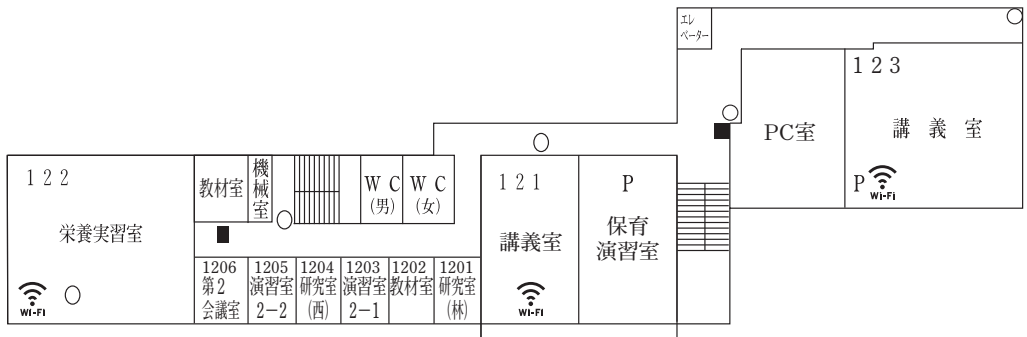 エレ
ベーター
１２３
講 義 室
P
Wi-Fi
PC室
１２２
栄養実習室
WI-FI
教材室
機械室
ＷＣ
(男)
ＷＣ
(女)
１２１
講義室
WI-FI
P
保育
演習室
1206
第２
会議室
1205
演習室
２−２
1204
研究室
(西)
1203
演習室
２−１
1202
教材室
1201
研究室
(林)